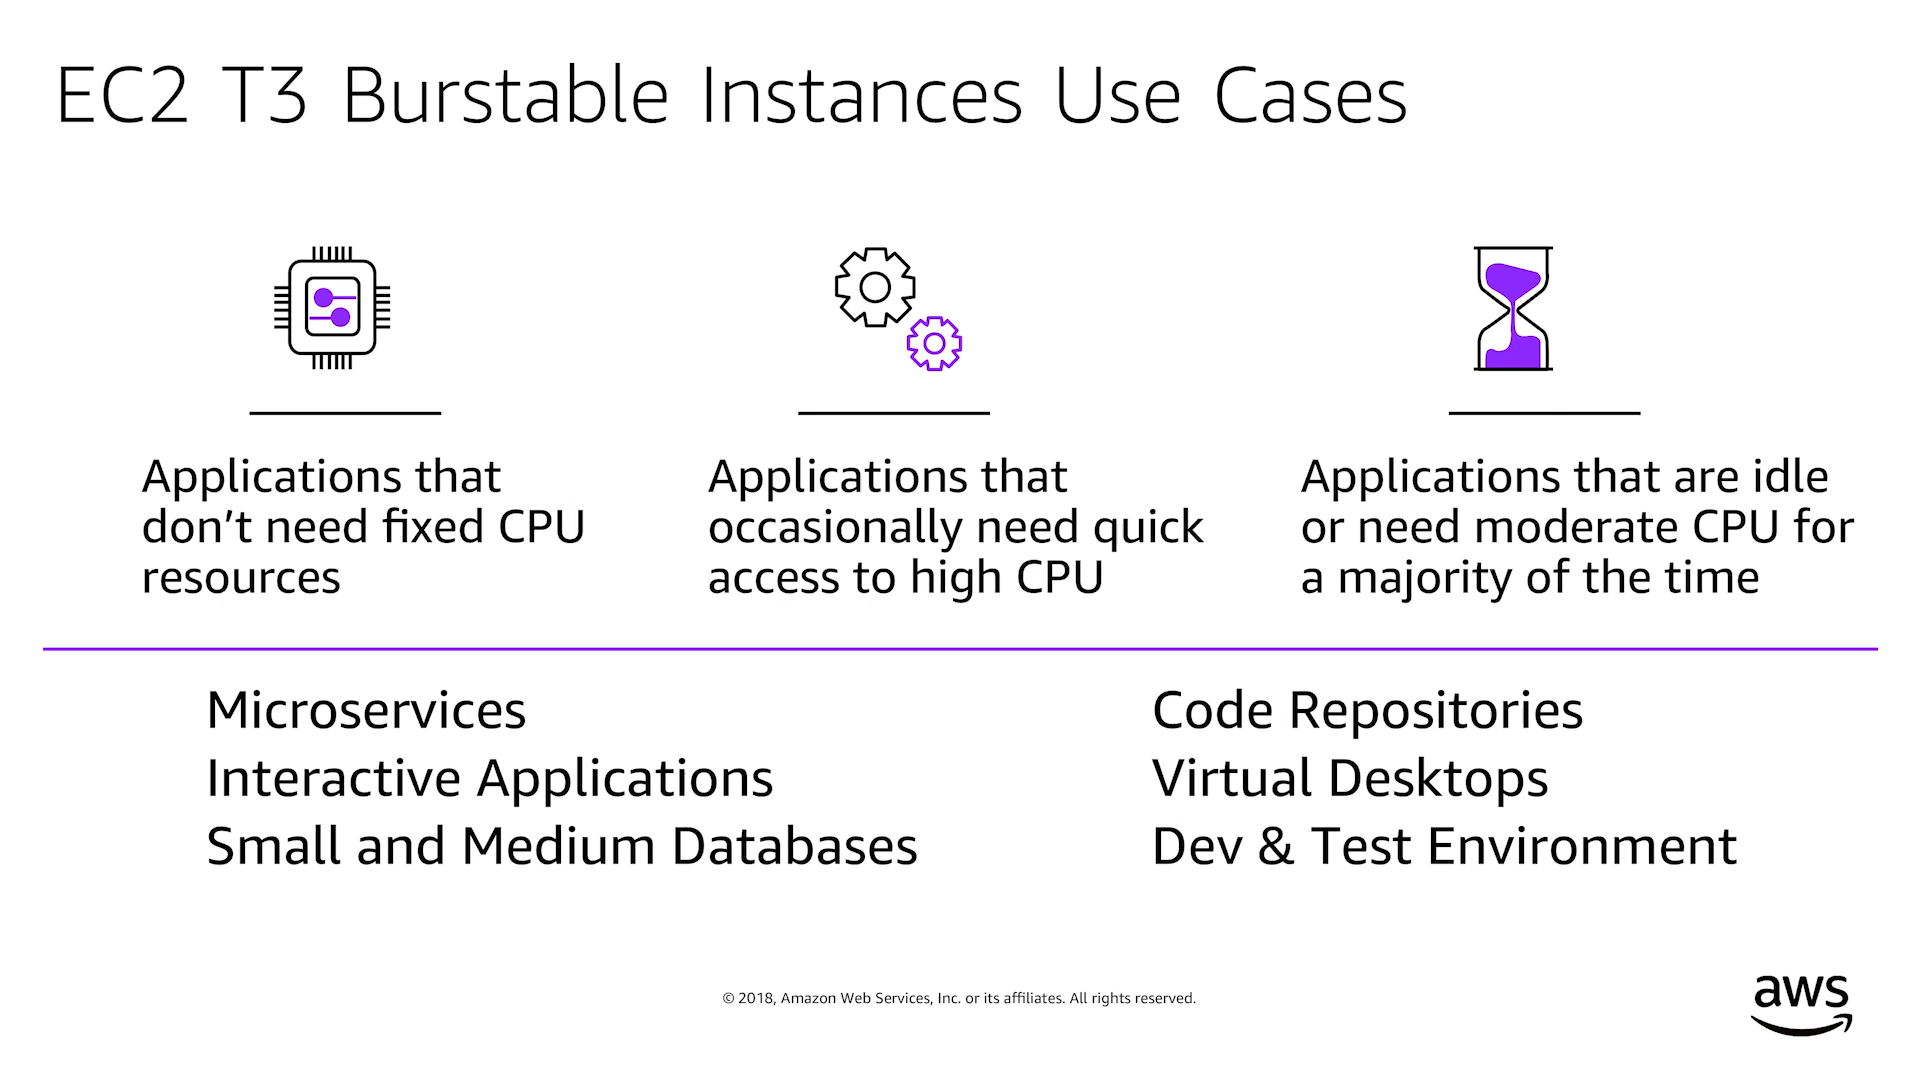 EC2 T3 Burstable Instances Use Cases
Applications that
don’t need fixed CPU
resources
Applications that
occasionally need quick
access to high CPU
Applications that are idle
or need moderate CPU for
a majority of the time
Microservices
Interactive Applications
Small and Medium Databases
Code Repositories
Virtual Desktops
Dev & Test Environment
© 2018, Amazon Web Services, Inc. or its affiliates. All rights reserved.
aws